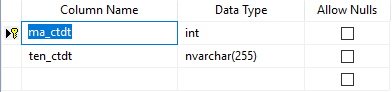 Column Name Data Type Allow Nulls
ma_ctdt int
ten_ctdt nvarchar(255)